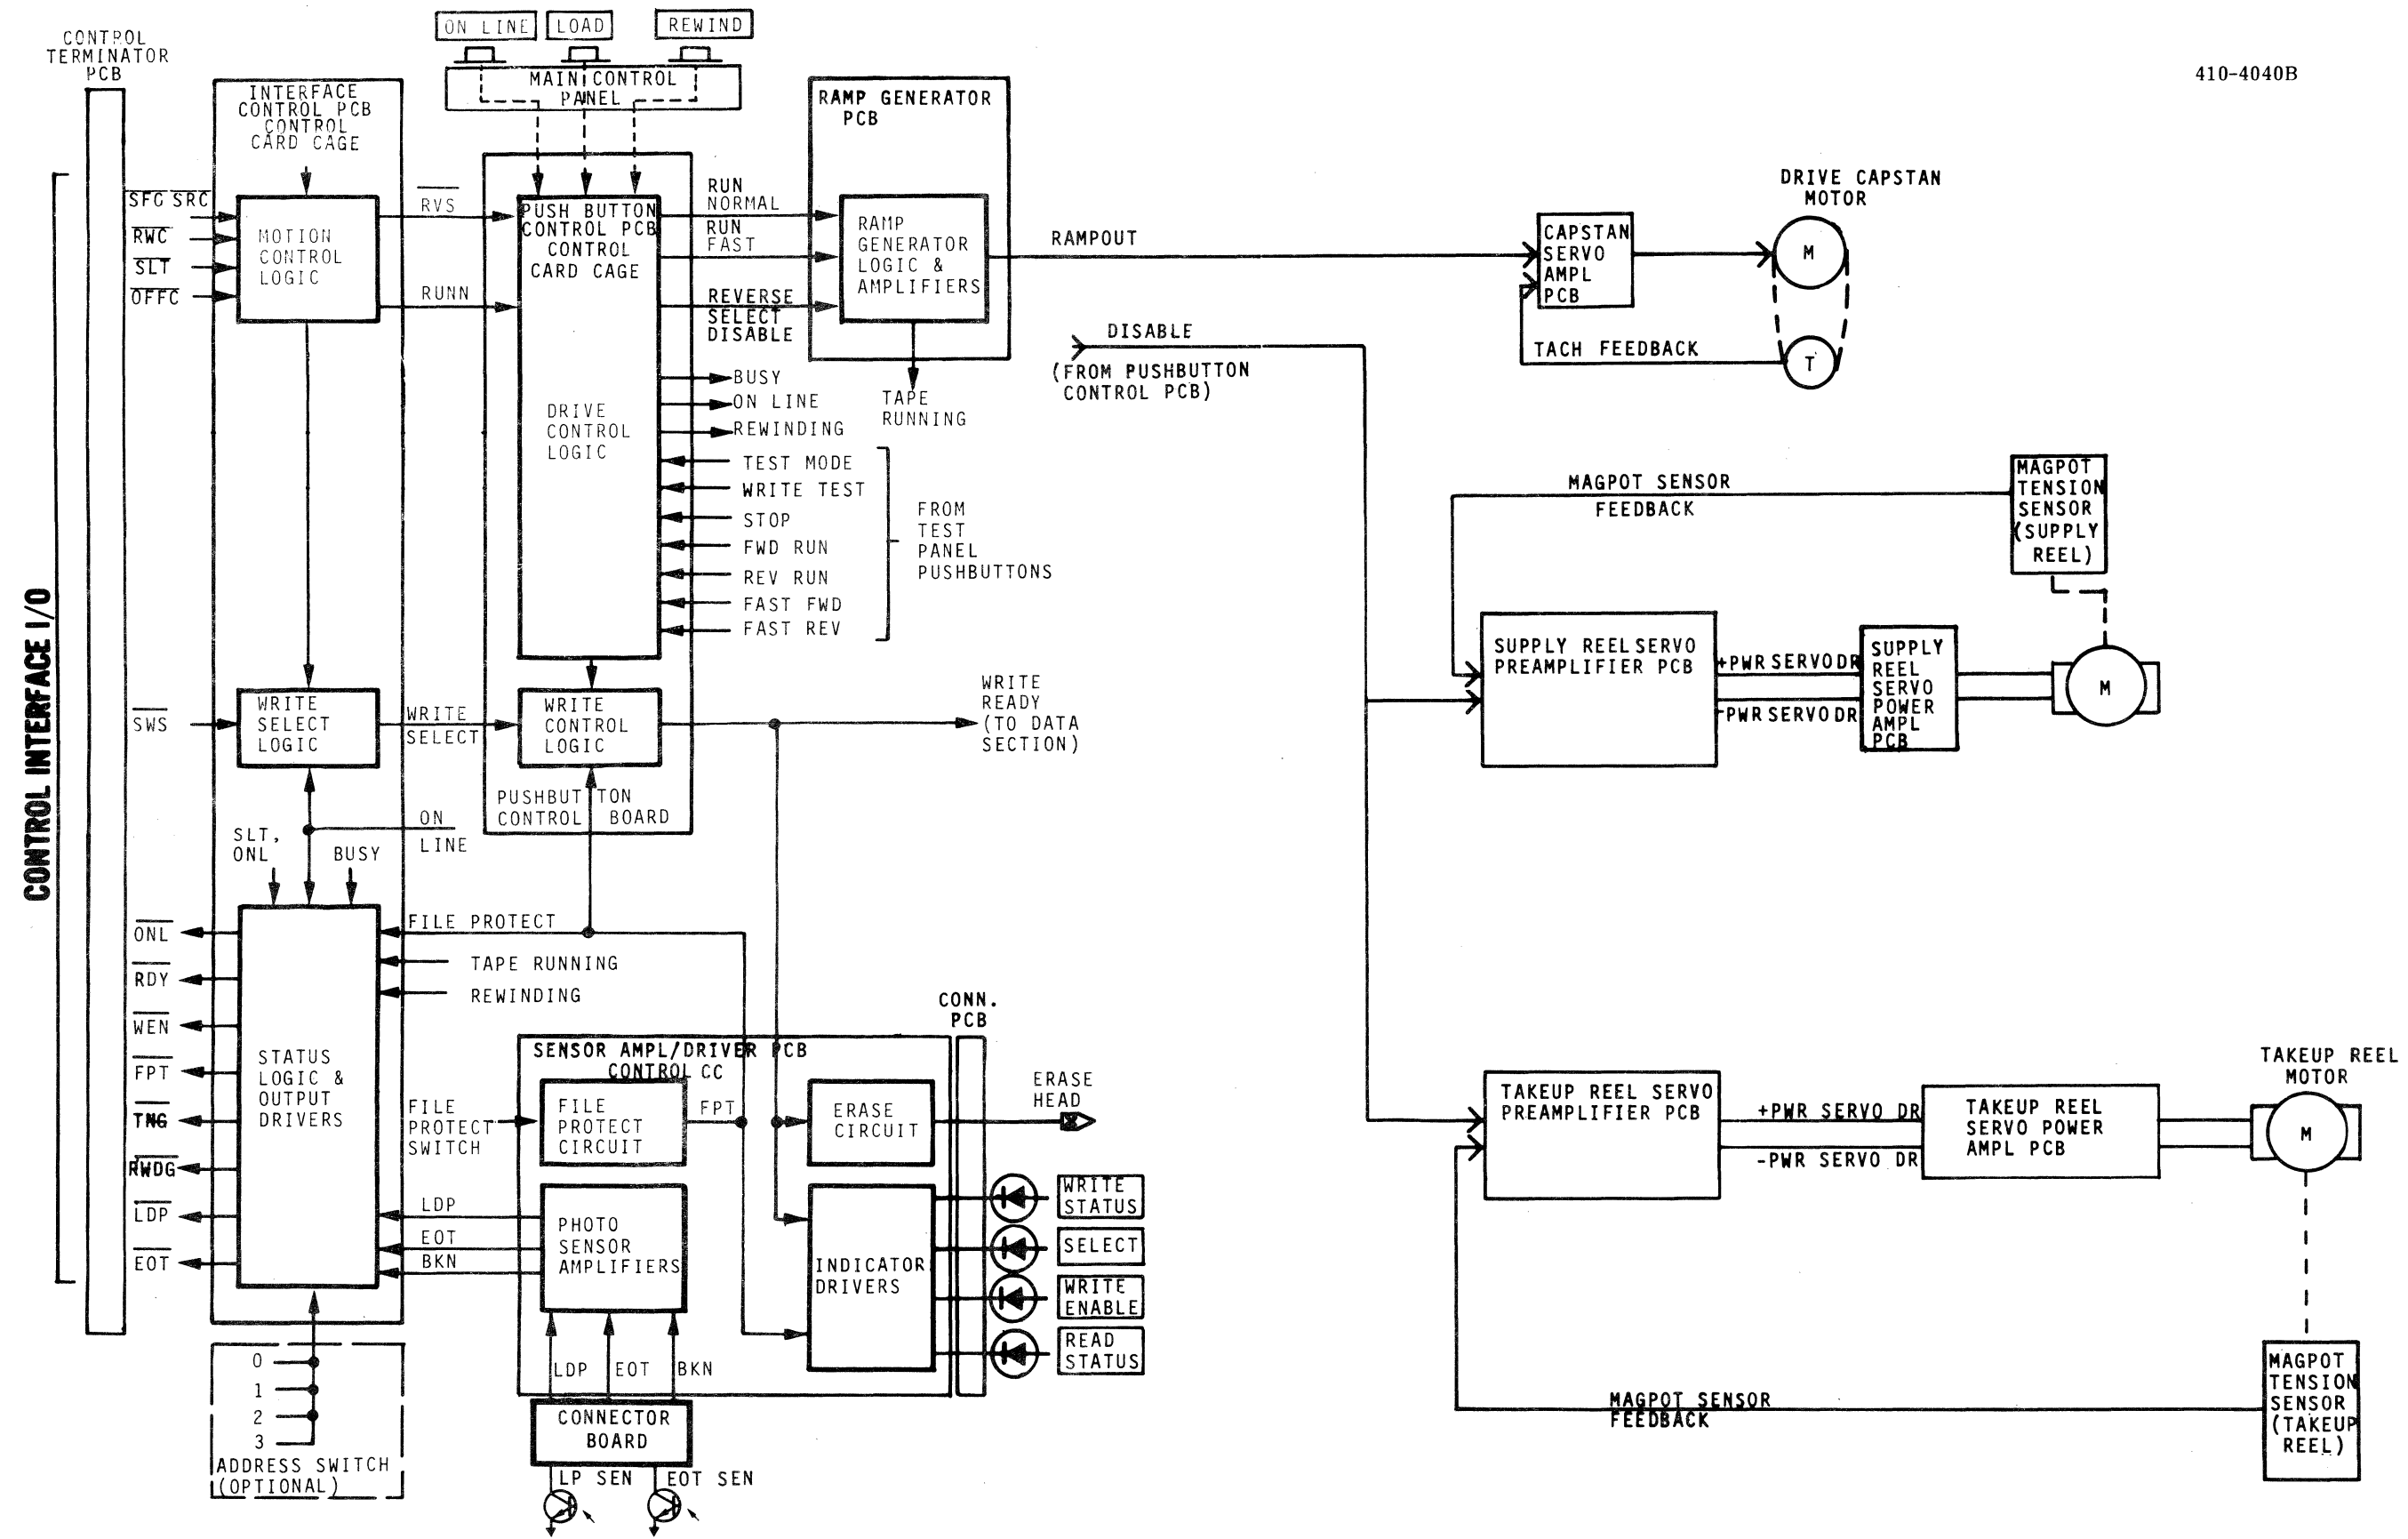 410-4040B
CONTROL
TERMINATOR
PCB
CONTROL INTERFACE I/O
ON LINE
LOAD
REWIND
MAIN CONTROL
PANEL
INTERFACE
CONTROL PCB
CONTROL
CARD CAGE
SFC SRC
RWC
SLT
OFFC
MOTION
CONTROL
LOGIC
RVS
RUNN
PUSH BUTTON
CONTROL PCB
CONTROL
CARD CAGE
DRIVE
CONTROL
LOGIC
RUN
NORMAL
RUN
FAST
REVERSE
SELECT
DISABLE
BUSY
ON LINE
REWINDING
TEST MODE
WRITE TEST
STOP
FWD RUN
REV RUN
FAST FWD
FAST REV
FROM
TEST
PANEL
PUSHBUTTONS
RAMP GENERATOR
PCB
RAMP
GENERATOR
LOGIC &
AMPLIFIERS
TAPE
RUNNING
RAMPOUT
DISABLE
(FROM PUSHBUTTON
CONTROL PCB)
CAPSTAN
SERVO
AMPL
PCB
DRIVE CAPSTAN
MOTOR
M
T
TACH FEEDBACK
MAGPOT SENSOR
FEEDBACK
MAGPOT
TENSION
SENSOR
(SUPPLY
REEL)
SUPPLY REEL SERVO
PREAMPLIFIER PCB
+PWR SERVO DR
-PWR SERVO DR
SUPPLY
REEL
SERVO
POWER
AMPL
PCB
M
SWS
WRITE
SELECT
LOGIC
WRITE
SELECT
WRITE
CONTROL
LOGIC
WRITE
READY
(TO DATA
SECTION)
PUSHBUTTON
CONTROL BOARD
ON
LINE
SLT,
ONL
BUSY
ONL
RDY
WEN
FPT
TNG
RWDG
LDP
EOT
STATUS
LOGIC &
OUTPUT
DRIVERS
FILE PROTECT
TAPE RUNNING
REWINDING
SENSOR AMPL/DRIVER PCB
CONTROL CC
CONN.
PCB
FILE
PROTECT
SWITCH
FILE
PROTECT
CIRCUIT
FPT
ERASE
CIRCUIT
ERASE
HEAD
LDP
EOT
BKN
PHOTO
SENSOR
AMPLIFIERS
INDICATOR
DRIVERS
WRITE
STATUS
SELECT
WRITE
ENABLE
READ
STATUS
LDP
EOT
BKN
CONNECTOR
BOARD
LP SEN
EOT SEN
0
1
2
3
ADDRESS SWITCH
(OPTIONAL)
TAKEUP REEL SERVO
PREAMPLIFIER PCB
+PWR SERVO DR
-PWR SERVO DR
TAKEUP REEL
SERVO POWER
AMPL PCB
TAKEUP REEL
MOTOR
M
MAGPOT SENSOR
FEEDBACK
MAGPOT
TENSION
SENSOR
(TAKEUP
REEL)